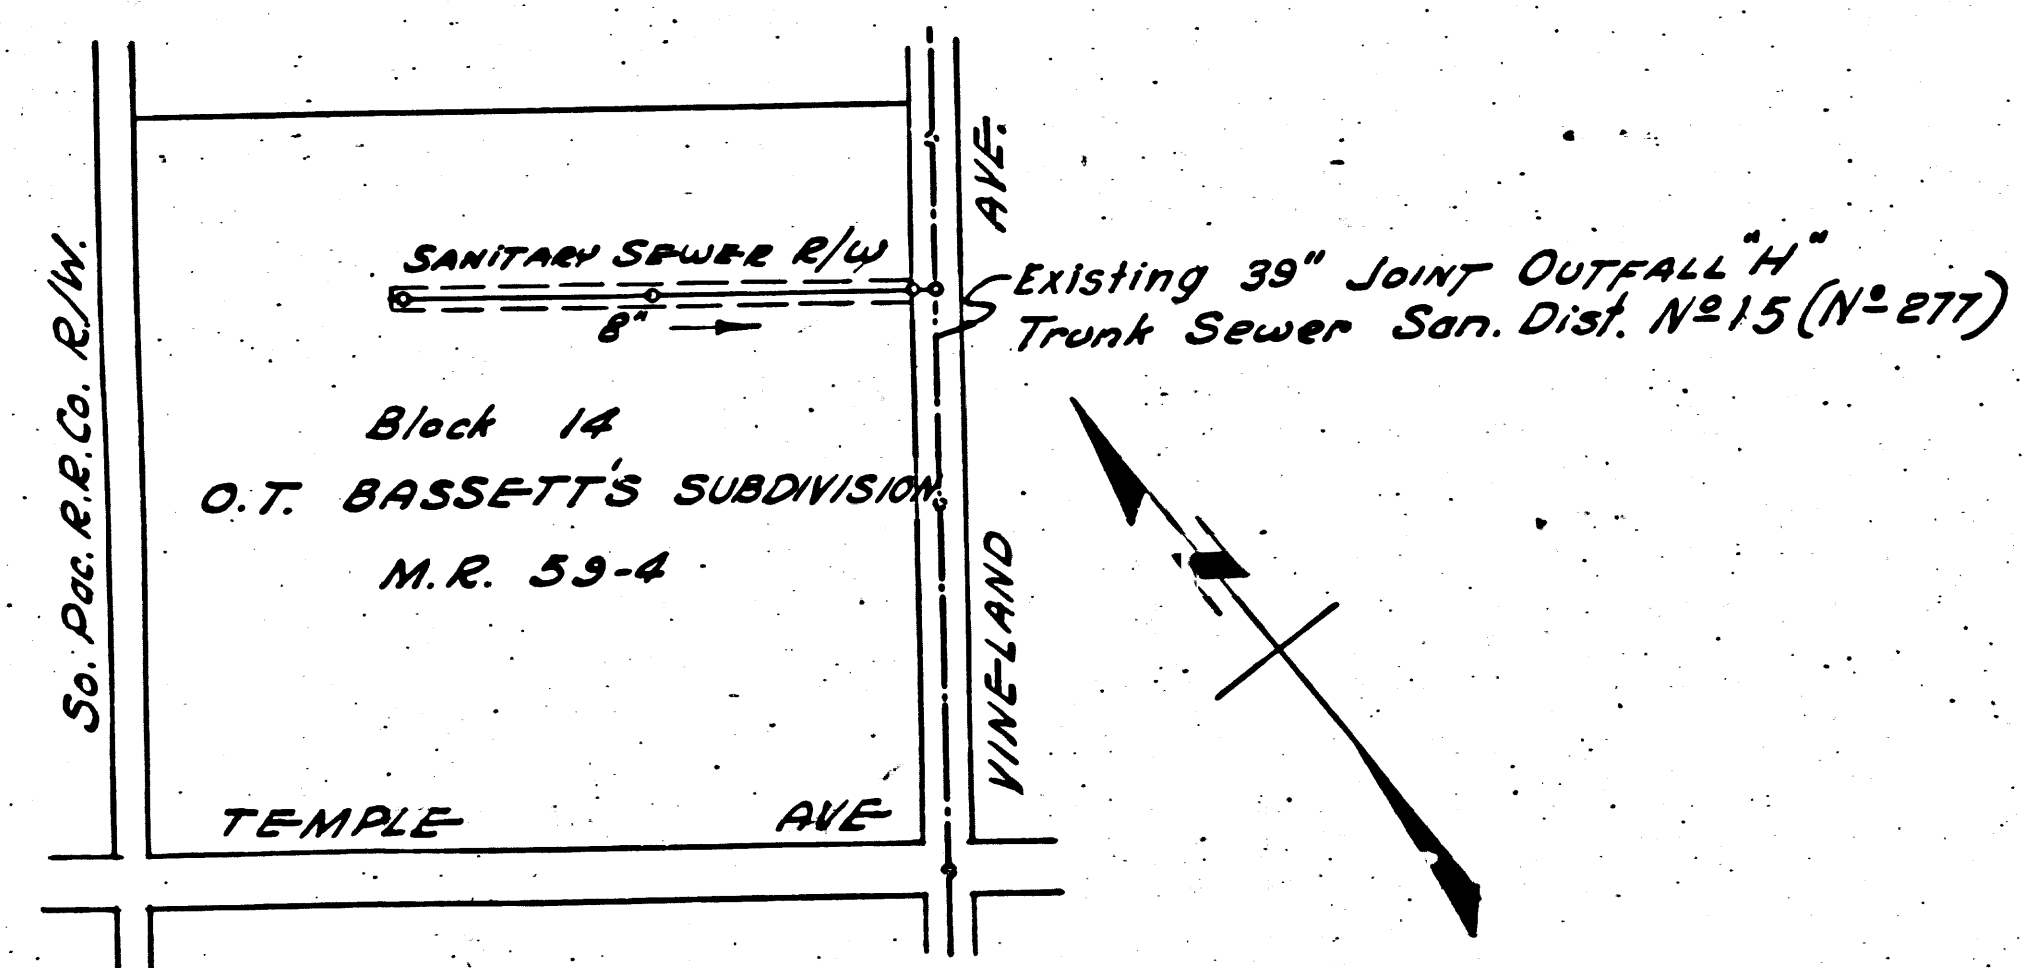 So. Pac. R.R. Co. R/W.
SANITARY SEWER R/W
8"
Block 14
O.T. BASSETT'S SUBDIVISION
M.R. 59-4
TEMPLE AVE
VINELAND AVE.
Existing 39" JOINT OUTFALL "H"
Trunk Sewer San. Dist. Nº 15 (Nº 277)